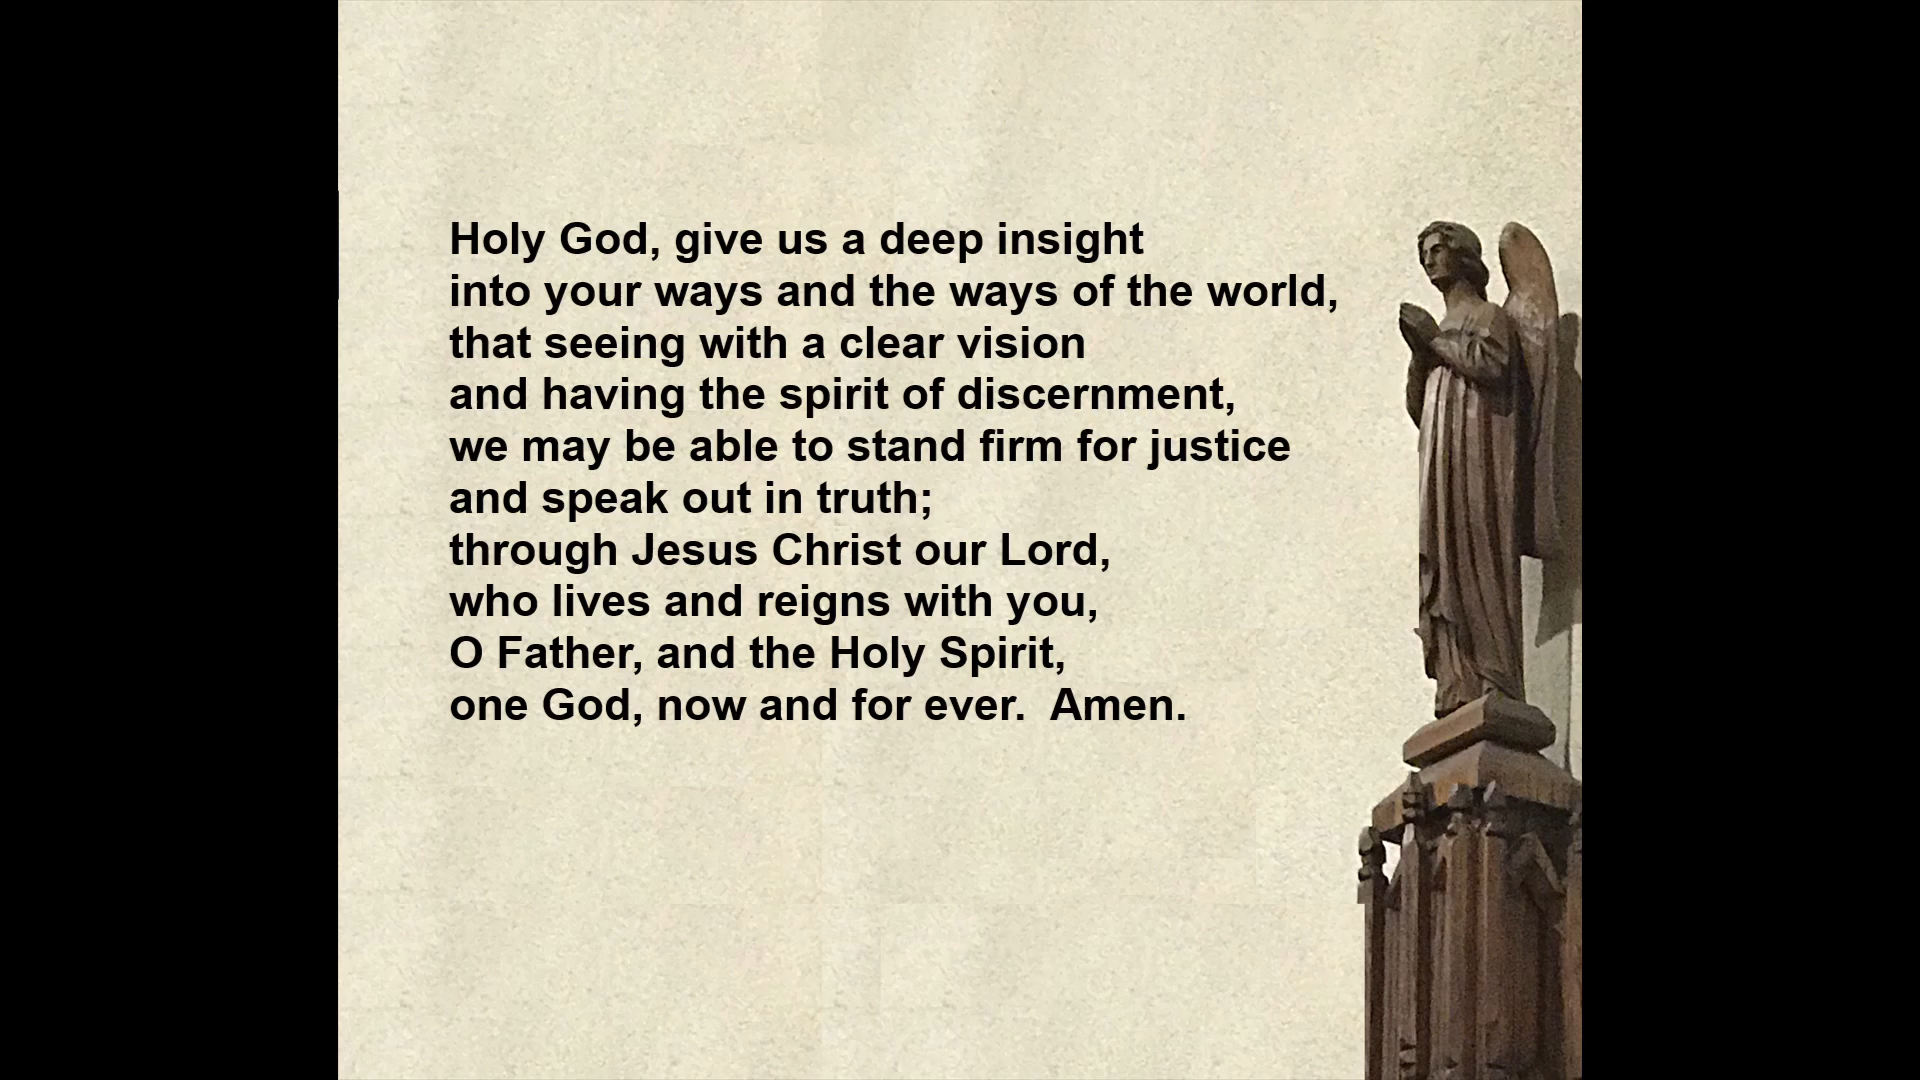 Holy God, give us a deep insight
into your ways and the ways of the world,
that seeing with a clear vision
and having the spirit of discernment,
we may be able to stand firm for justice
and speak out in truth;
through Jesus Christ our Lord,
who lives and reigns with you,
O Father, and the Holy Spirit,
one God, now and for ever.  Amen.